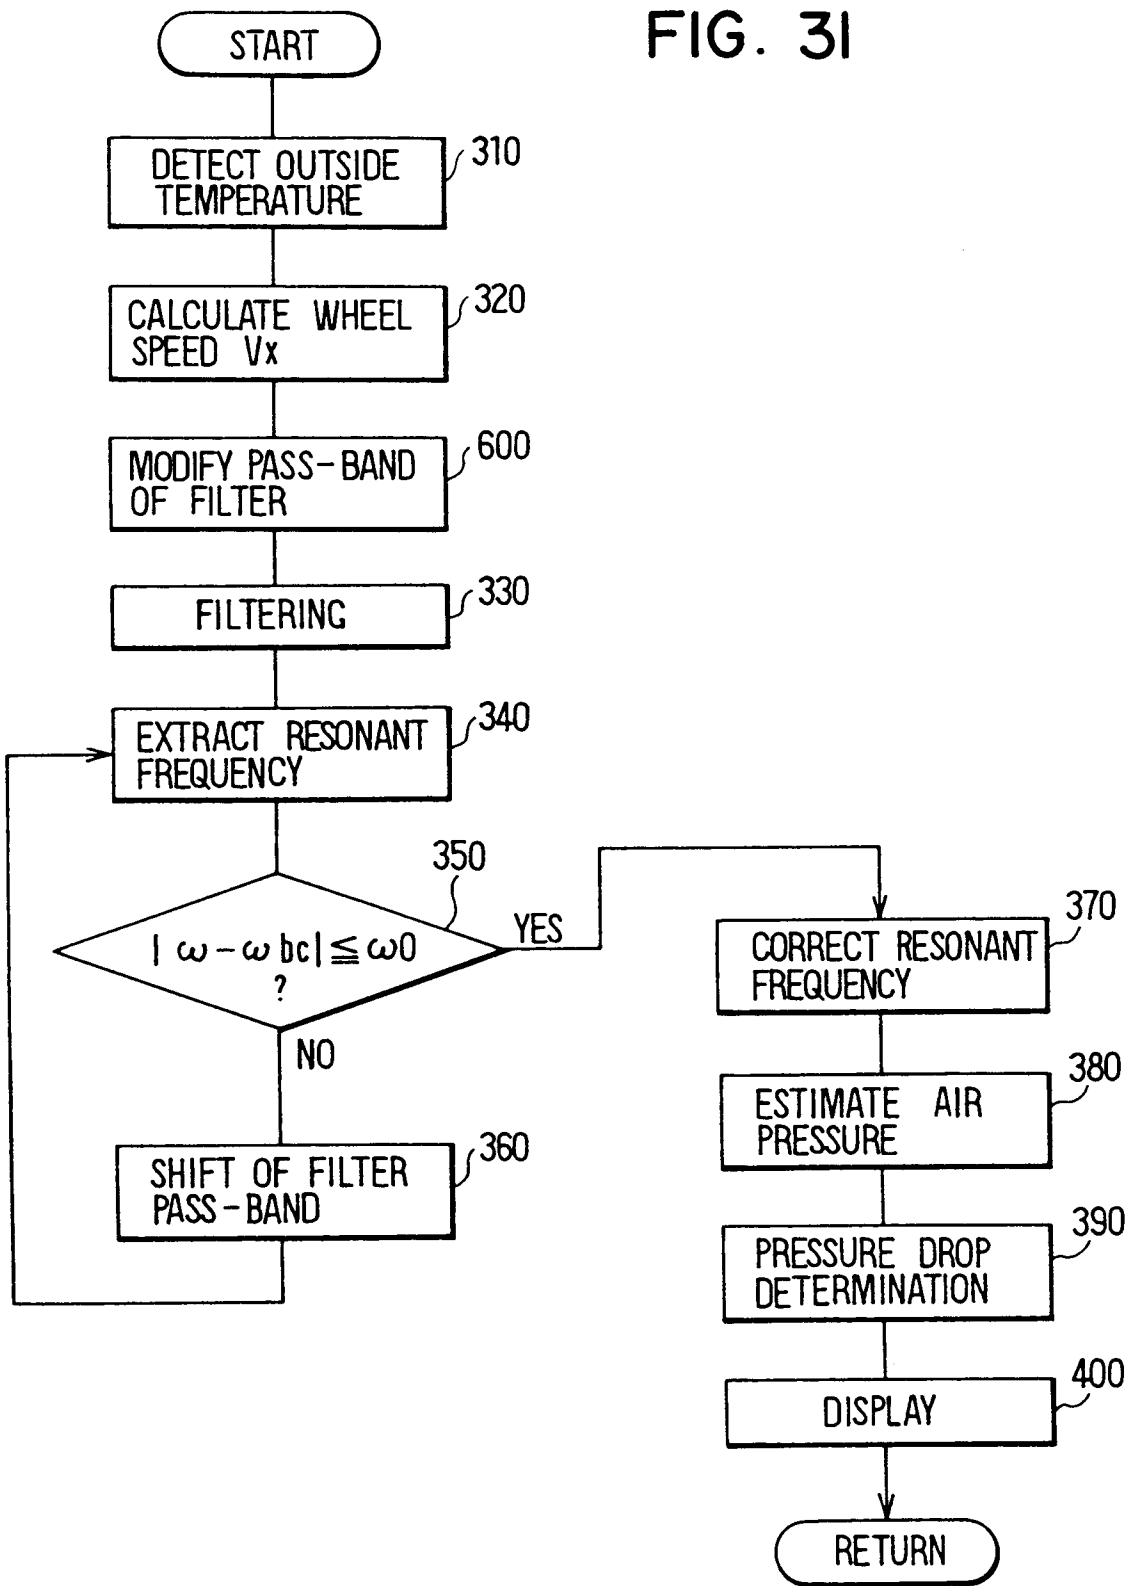 FIG. 31
START
DETECT OUTSIDE
TEMPERATURE
310
CALCULATE WHEEL
SPEED Vx
320
MODIFY PASS-BAND
OF FILTER
600
FILTERING
330
EXTRACT RESONANT
FREQUENCY
340
350
| ω - ω bc | ≦ ω0
?
YES
NO
SHIFT OF FILTER
PASS-BAND
360
CORRECT RESONANT
FREQUENCY
370
ESTIMATE AIR
PRESSURE
380
PRESSURE DROP
DETERMINATION
390
DISPLAY
400
RETURN